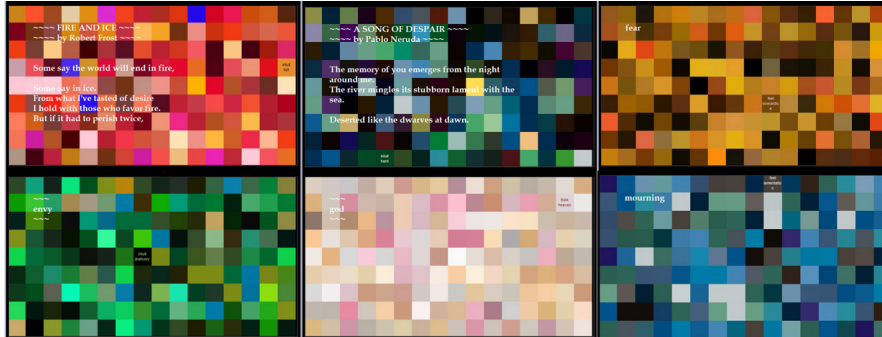 ~~~~ FIRE AND ICE ~~~~
~~~~ by Robert Frost ~~~~
Some say the world will end in fire,
Some say in ice.
From what I've tasted of desire
I hold with those who favor fire.
But if it had to perish twice,
~~~~ A SONG OF DESPAIR ~~~~
~~~~ by Pablo Neruda ~~~~
The memory of you emerges from the night
around me.
The river mingles its stubborn lament with the
sea.
Deserted like the dwarves at dawn.
fear
~~~~
envy
~~~~
~~~~
god
~~~~
heaven
mourning
feel